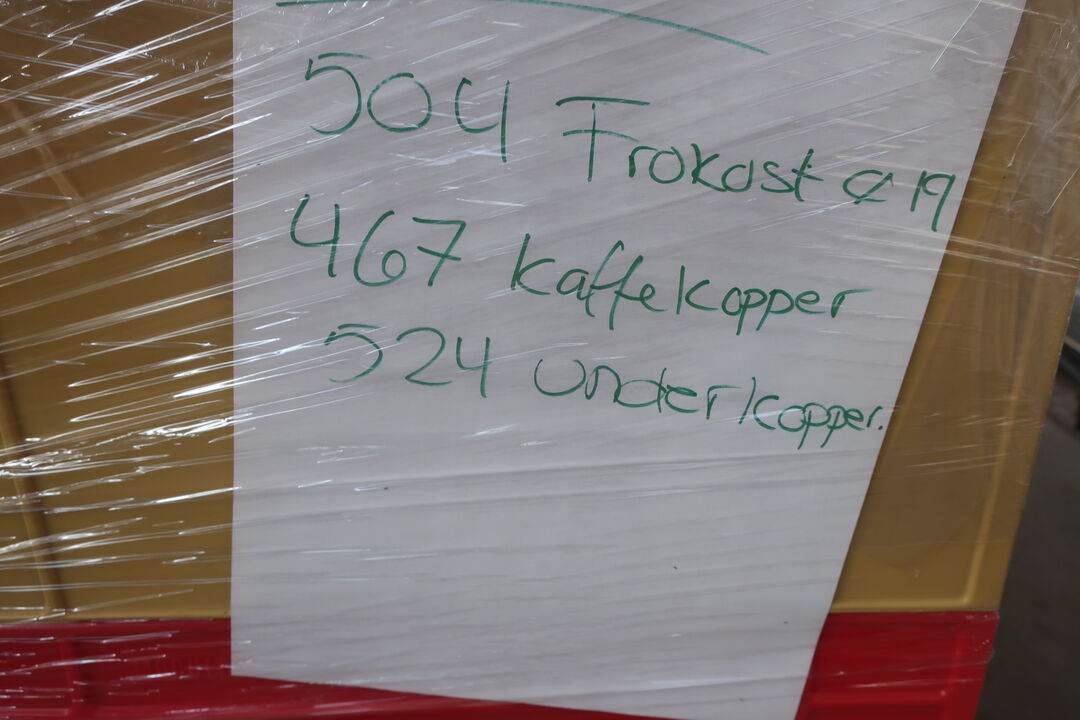 504 Frokost a 19
467 kaffekopper
524 underkopper.